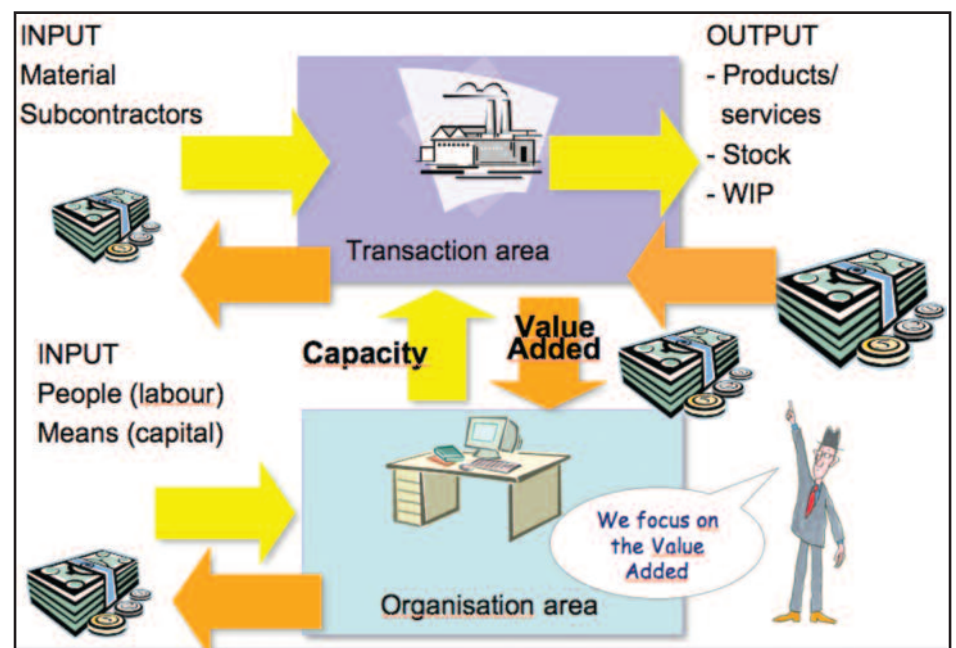 INPUT
Material
Subcontractors
OUTPUT
- Products/
services
- Stock
- WIP
Transaction area
Capacity
Value
Added
INPUT
People (labour)
Means (capital)
We focus on
the Value
Added
Organisation area